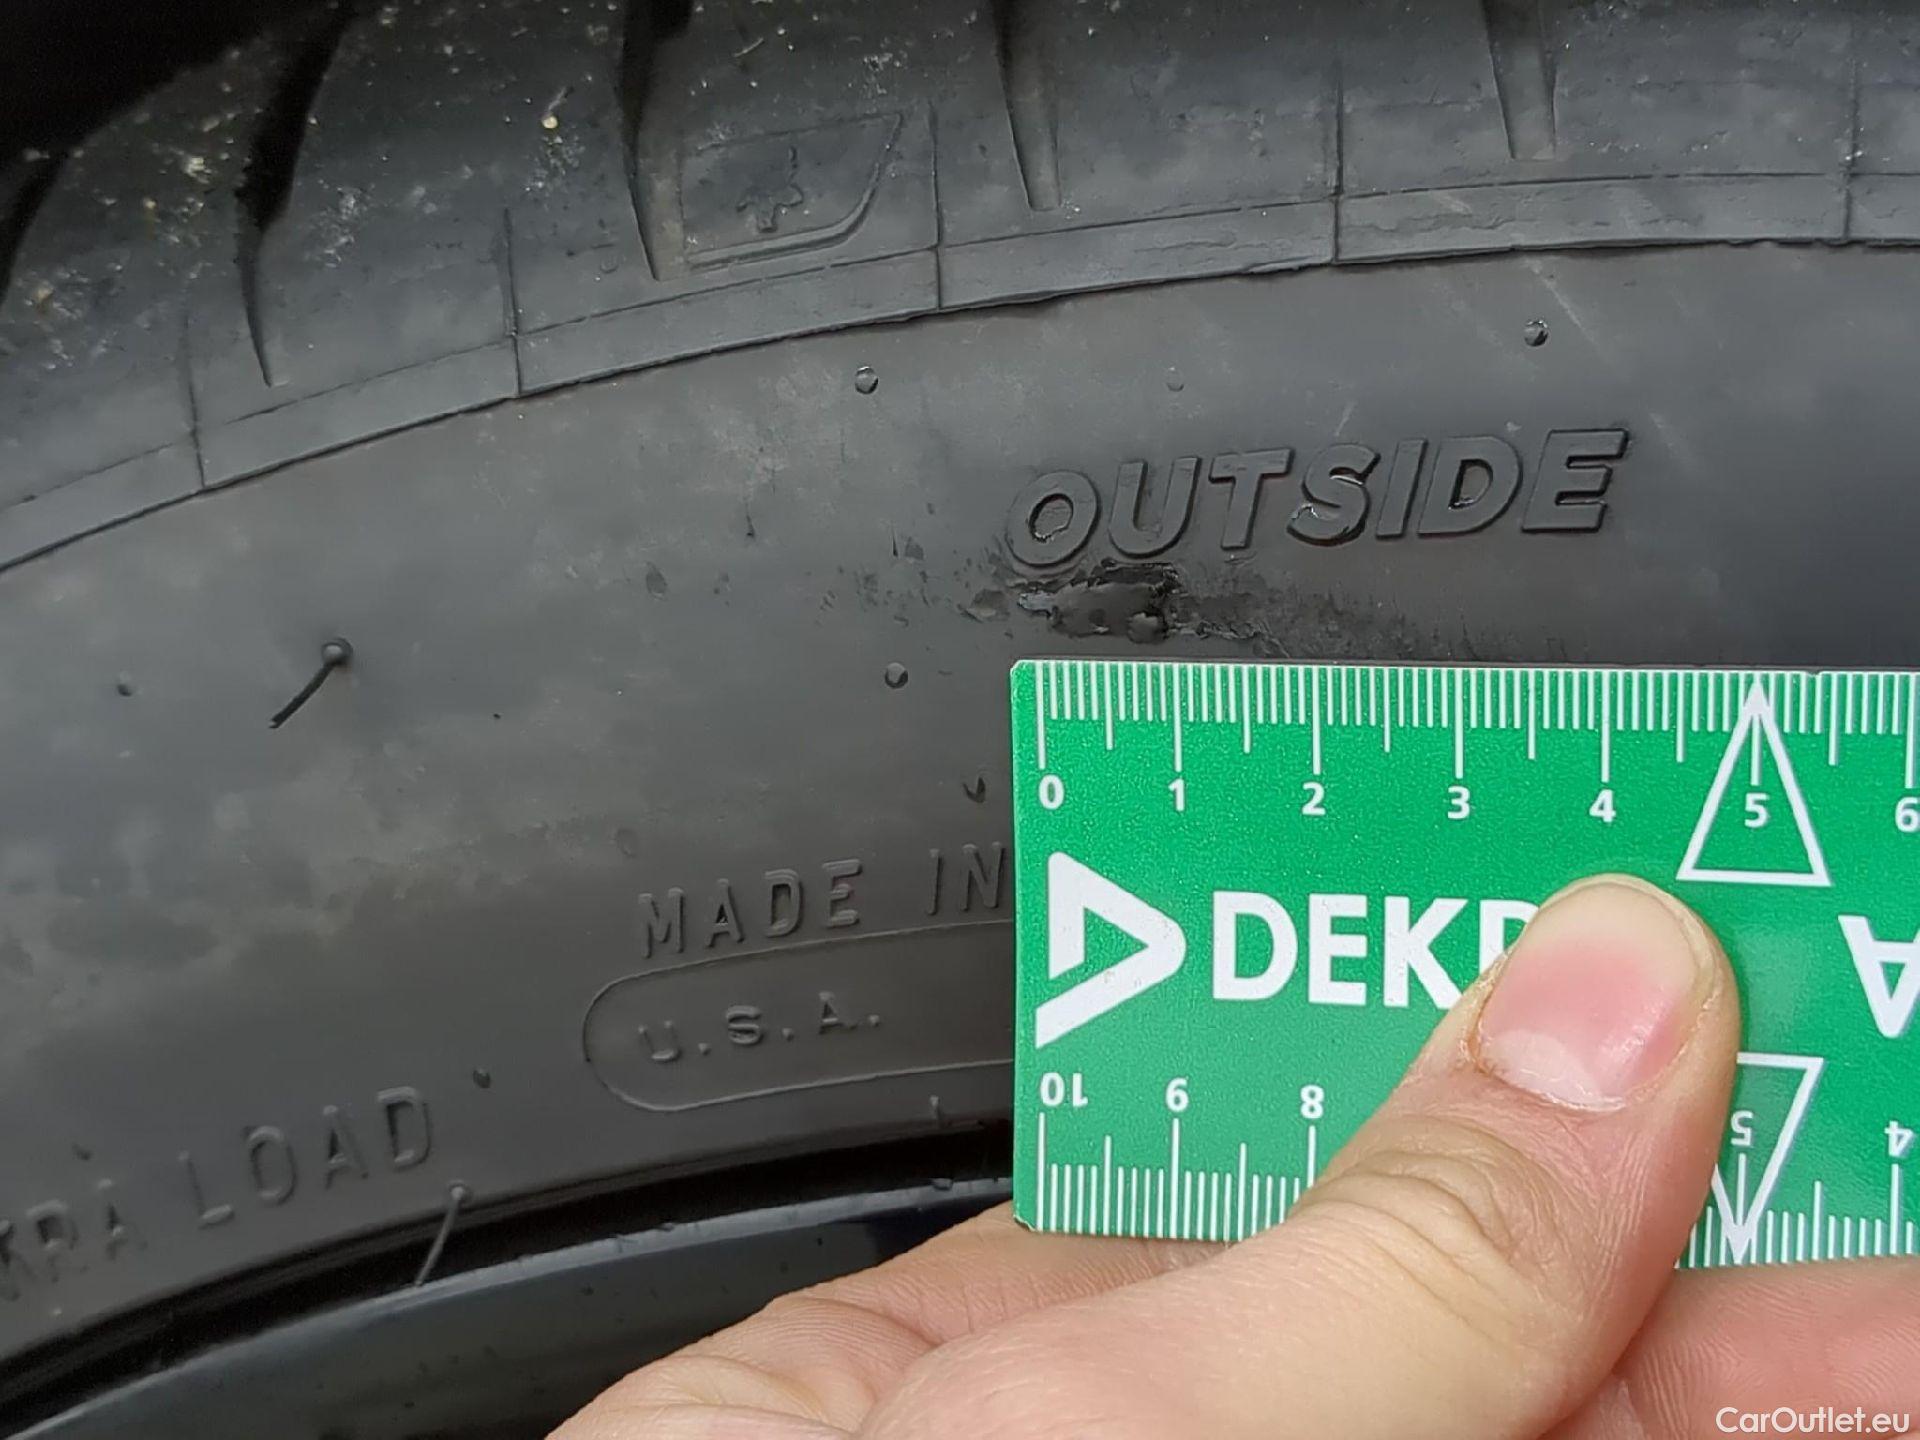 OUTSIDE
0 1 2 3 4 5 6
MADE IN
DEK
A
U.S.A.
10 9 8 5 4
LOAD
CarOutlet.eu